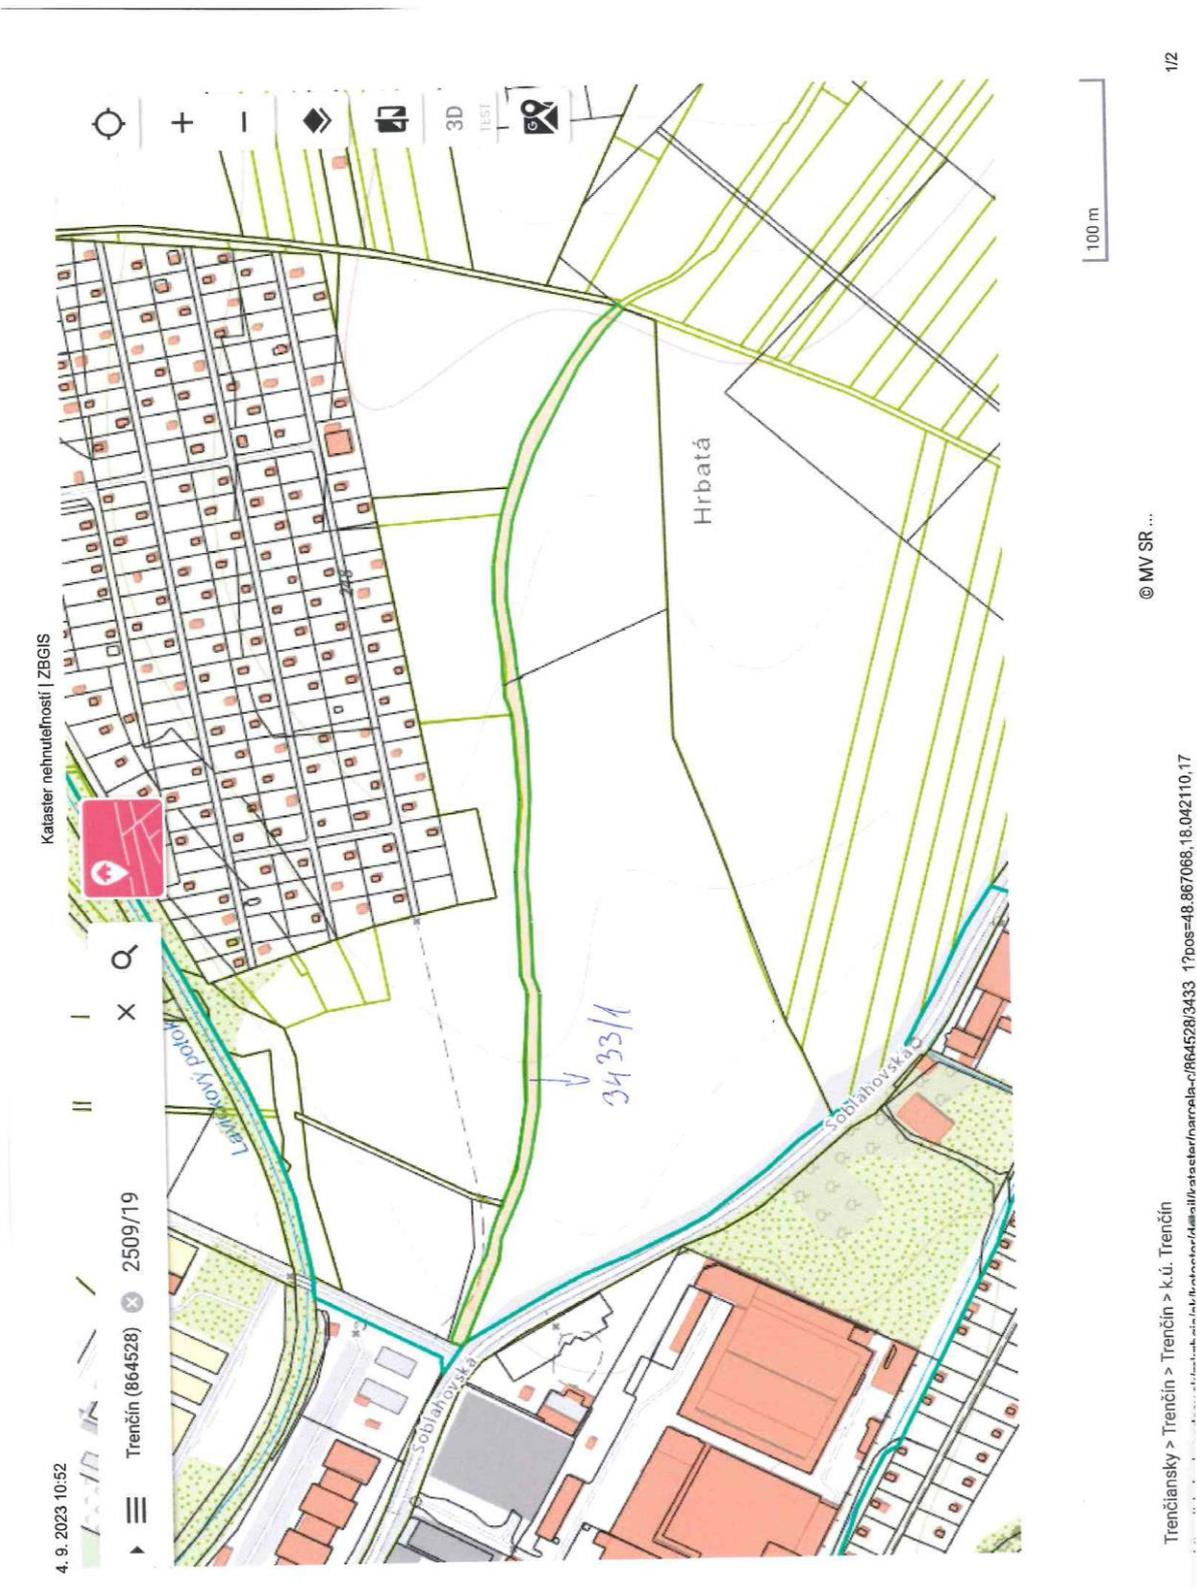 4. 9. 2023 10:52
Kataster nehnuteľností | ZBGIS
Trenčín (864528)
2509/19
3D
TEST
G
Lavičkový potok
Soblahovská
Soblahovská
Hrbatá
3433/1
100 m
© MV SR ...
Trenčiansky > Trenčín > Trenčín > k.ú. Trenčín
1/2